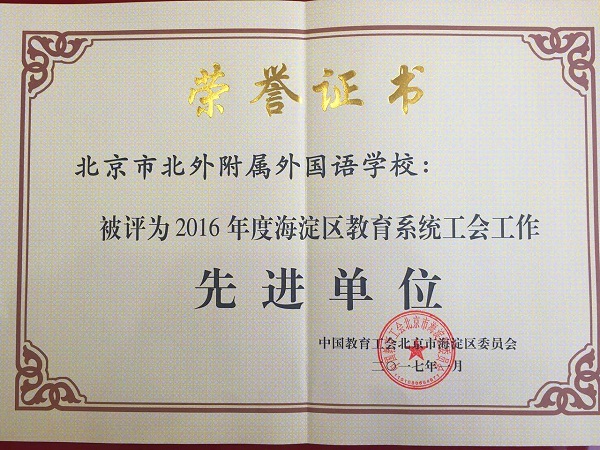 荣誉证书
北京市北外附属外国语学校：
被评为2016年度海淀区教育系统工会工作
先进单位
中国教育工会北京市海淀区委员会
二〇一七年一月